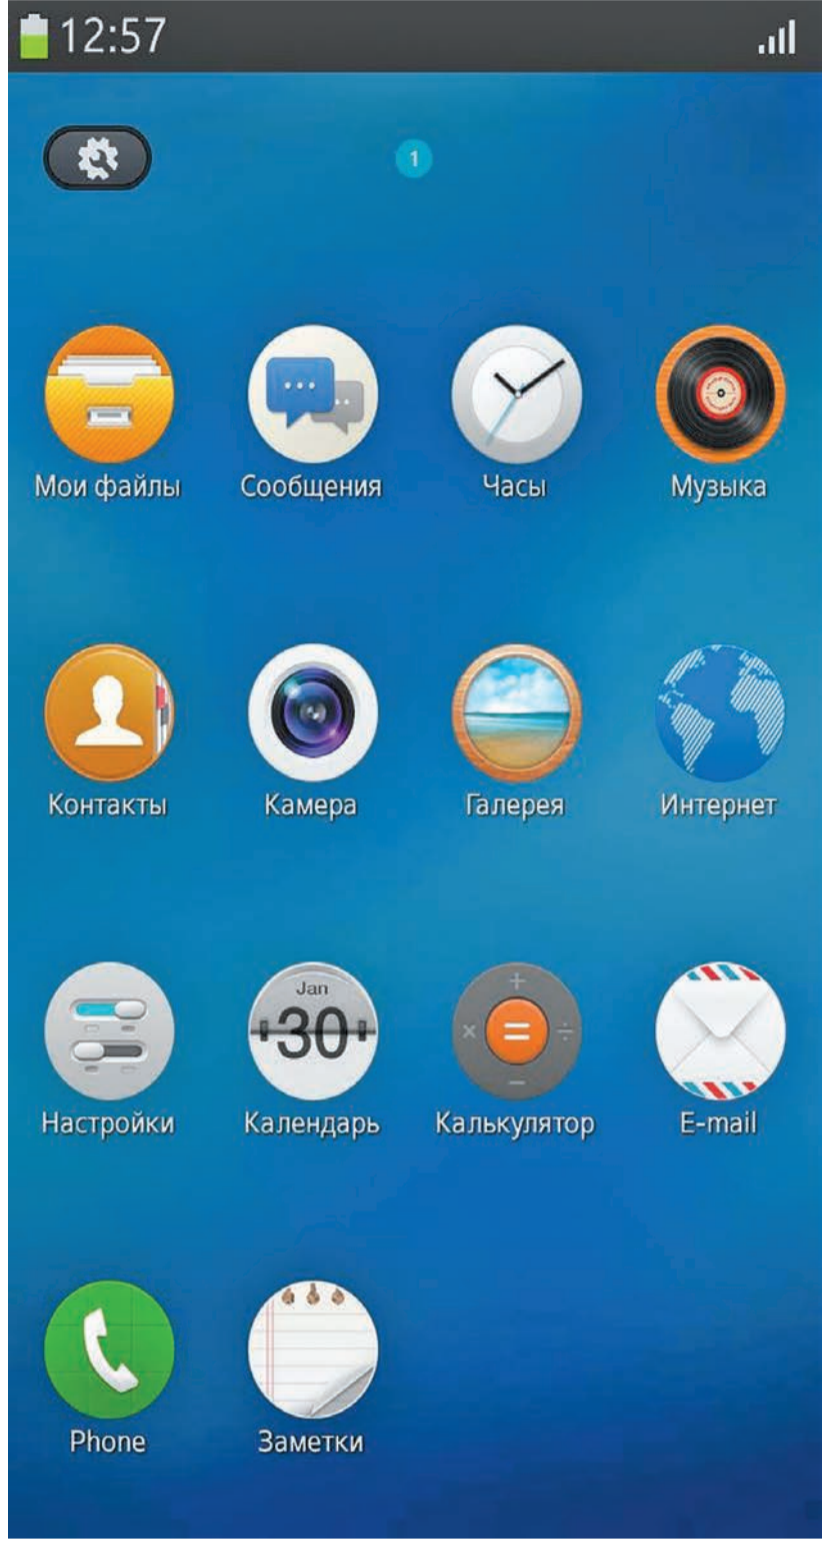 12:57
1
Мои файлы
Сообщения
Часы
Музыка
Контакты
Камера
Галерея
Интернет
Jan
30
Настройки
Календарь
Калькулятор
E-mail
Phone
Заметки